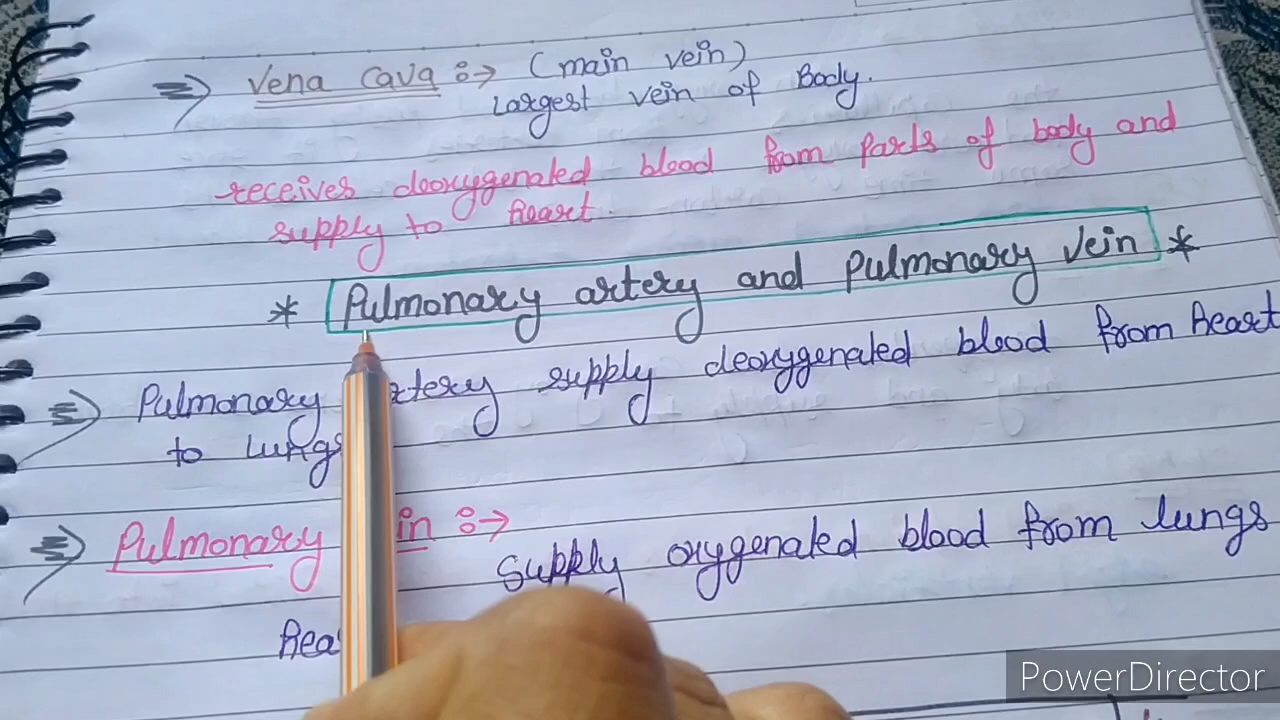 ⇒ Vena Cava :→ (main vein)
Largest vein of Body.
receives deoxygenated blood from parts of body and
supply to heart.
* Pulmonary artery and pulmonary vein *
⇒ Pulmonary artery supply deoxygenated blood from heart
to lungs
⇒ Pulmonary :→
supply oxygenated blood from lungs
PowerDirector